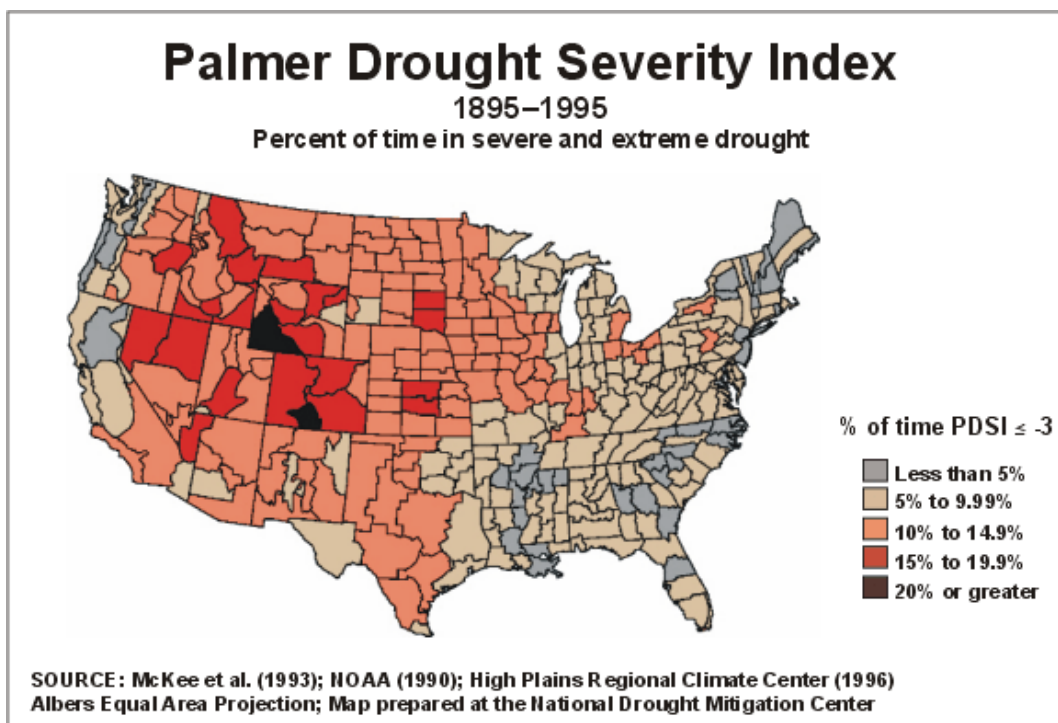 Palmer Drought Severity Index
1895–1995
Percent of time in severe and extreme drought
% of time PDSI ≤ -3
Less than 5%
5% to 9.99%
10% to 14.9%
15% to 19.9%
20% or greater
SOURCE: McKee et al. (1993); NOAA (1990); High Plains Regional Climate Center (1996)
Albers Equal Area Projection; Map prepared at the National Drought Mitigation Center